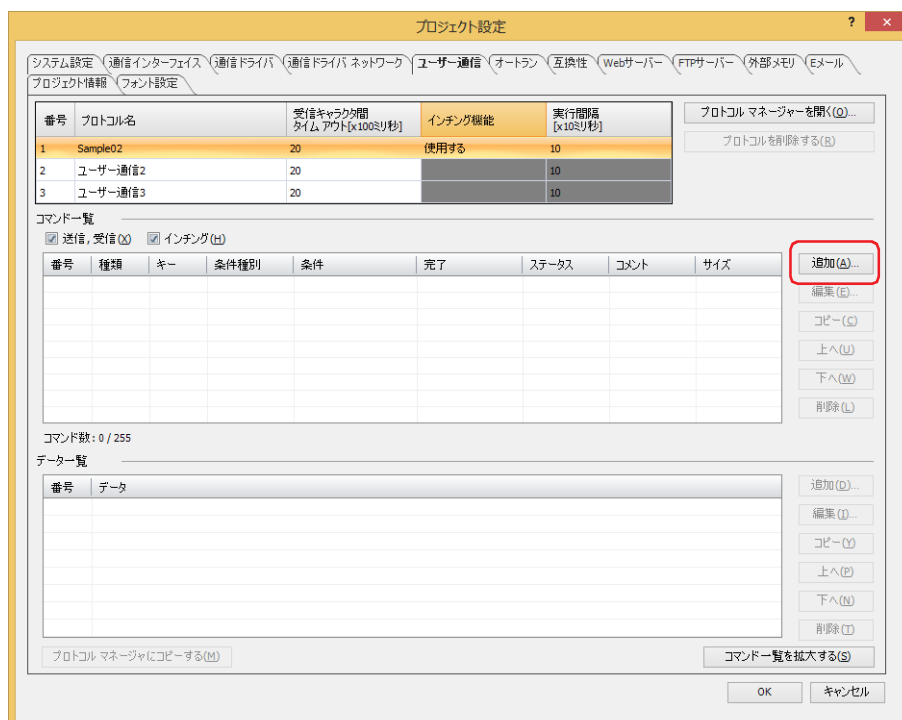 プロジェクト設定
?
×
システム設定 通信インターフェイス 通信ドライバ 通信ドライバ ネットワーク ユーザー通信 オートラン 互換性 Webサーバー FTPサーバー 外部メモリ Eメール
プロジェクト情報 フォント設定
番号 プロトコル名 受信キャラクタ間 タイム アウト[x100ミリ秒] インチング機能 実行間隔 [x10ミリ秒]
1 Sample02 20 使用する 10
2 ユーザー通信2 20 10
3 ユーザー通信3 20 10
プロトコル マネージャーを開く(O)...
プロトコルを削除する(R)
コマンド一覧
送信, 受信(X) インチング(H)
番号 種類 キー 条件種別 条件 完了 ステータス コメント サイズ
追加(A)...
編集(E)...
コピー(C)
上へ(U)
下へ(W)
削除(L)
コマンド数: 0 / 255
データ一覧
番号 データ
追加(D)...
編集(I)...
コピー(Y)
上へ(P)
下へ(N)
削除(T)
プロトコル マネージャにコピーする(M)
コマンド一覧を拡大する(S)
OK キャンセル